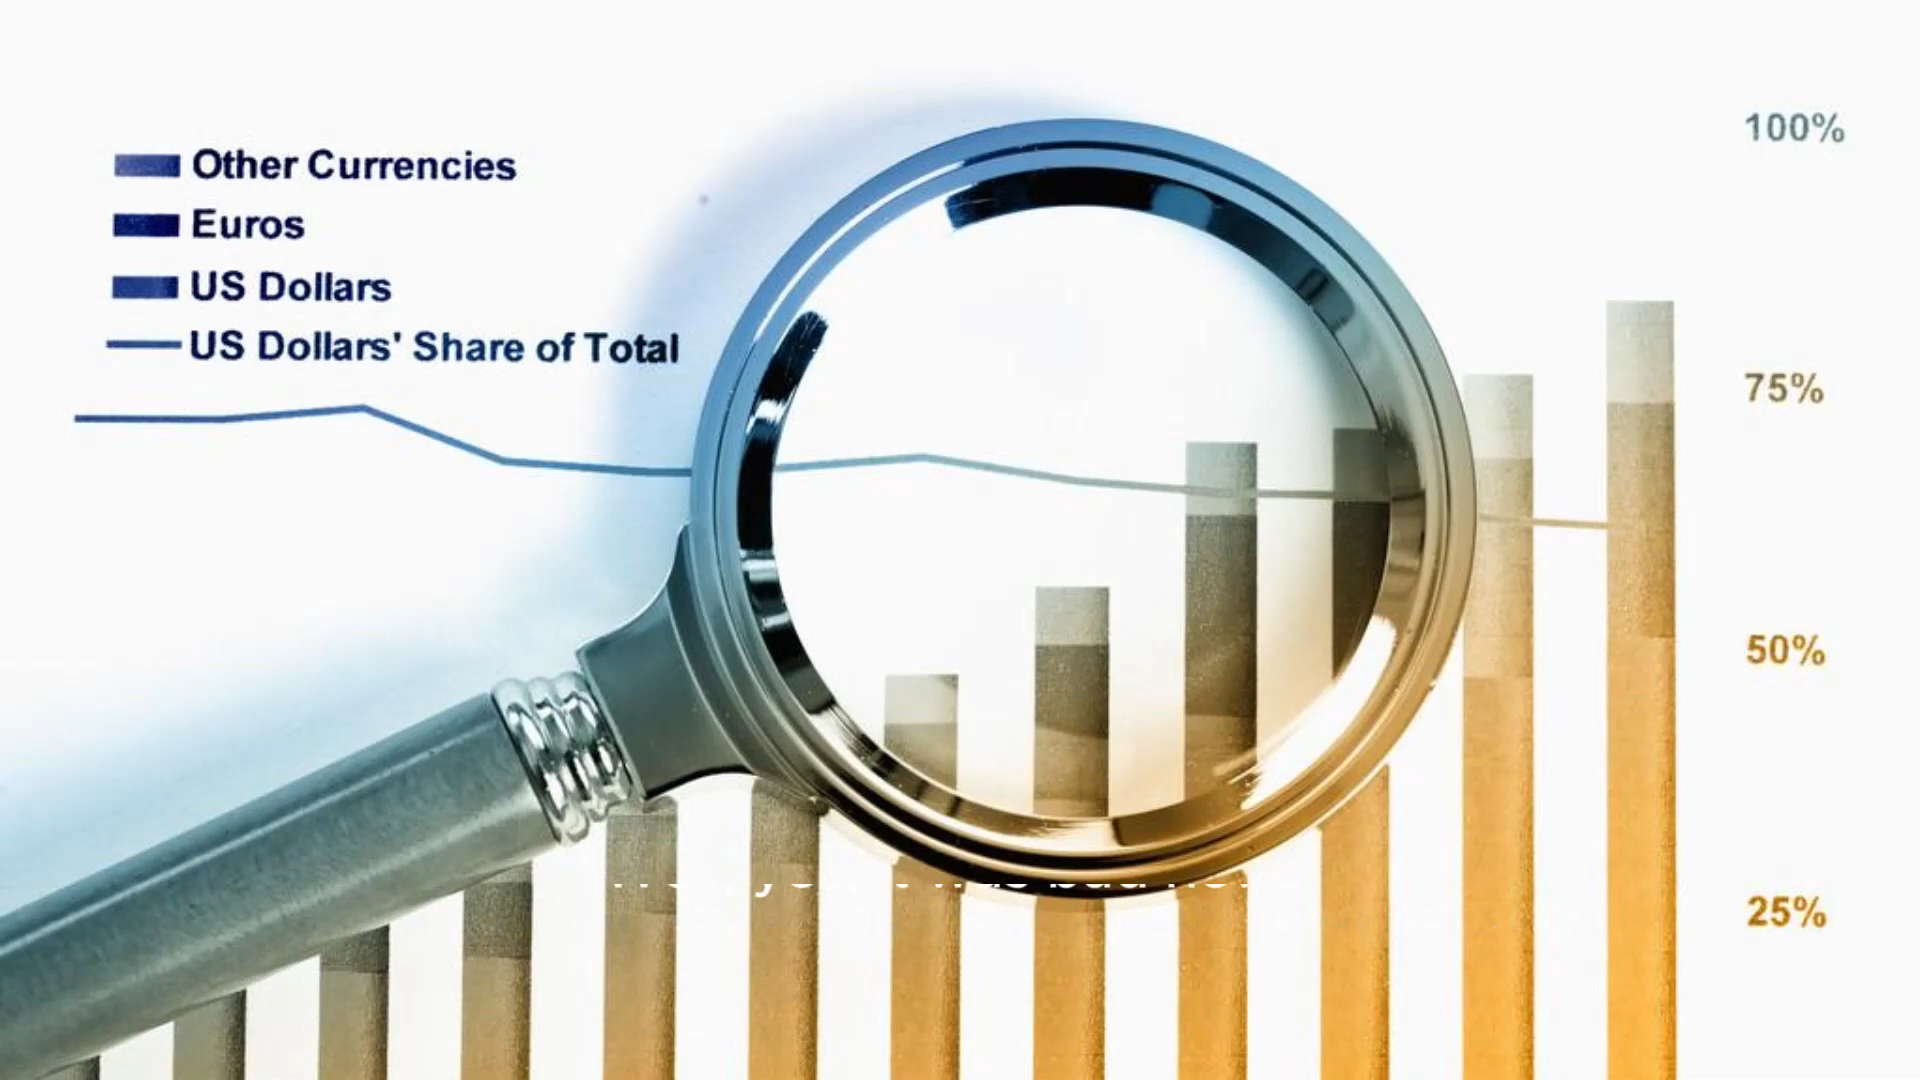 Other Currencies
Euros
US Dollars
US Dollars' Share of Total
100%
75%
50%
25%